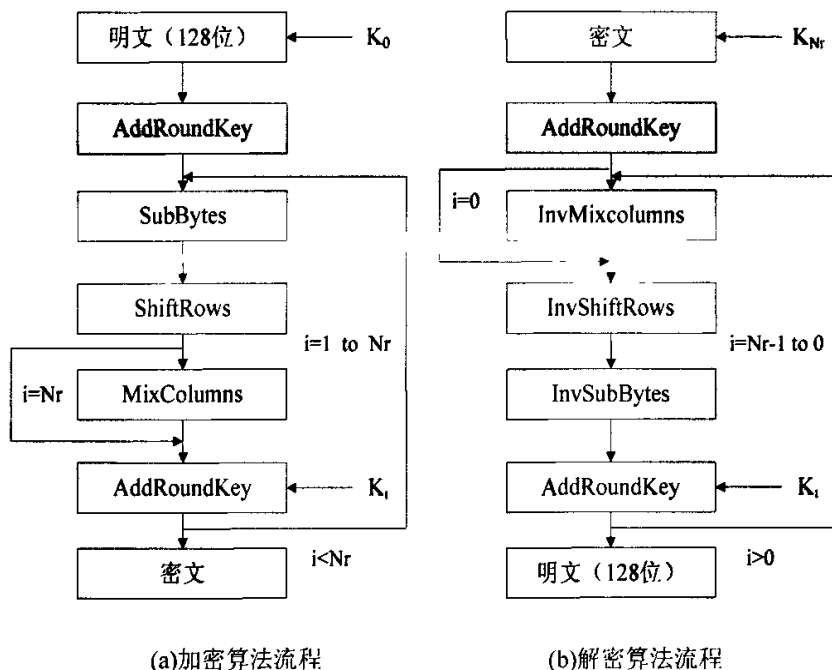 明文（128位）
K0
AddRoundKey
SubBytes
ShiftRows
i=1 to Nr
i=Nr
MixColumns
AddRoundKey
Ki
i<Nr
密文
(a)加密算法流程
密文
KNr
AddRoundKey
i=0
InvMixcolumns
InvShiftRows
i=Nr-1 to 0
InvSubBytes
AddRoundKey
Ki
i>0
明文（128位）
(b)解密算法流程